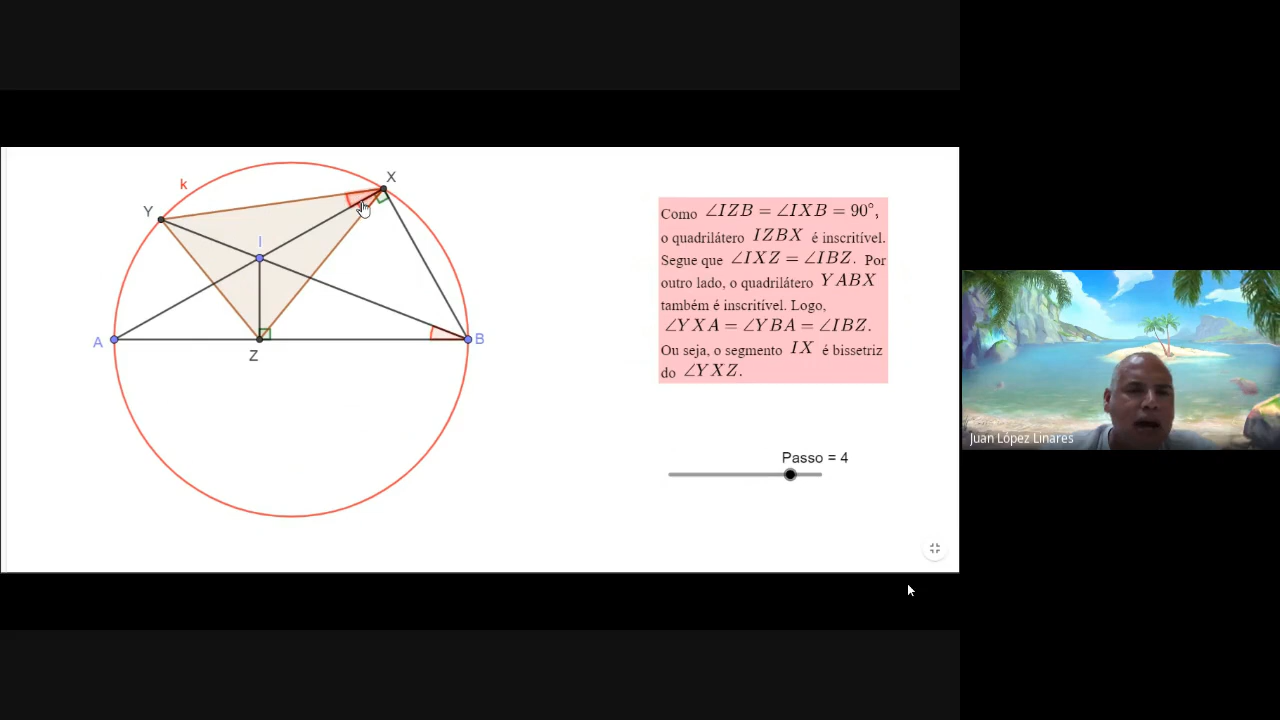 k
X
Y
I
A
B
Z
Como ∠IZB = ∠IXB = 90°,
o quadrilátero IZBX é inscritível.
Segue que ∠IXZ = ∠IBZ. Por
outro lado, o quadrilátero YABX
também é inscritível. Logo,
∠YXA = ∠YBA = ∠IBZ.
Ou seja, o segmento IX é bissetriz
do ∠YXZ.
Passo = 4
Juan López Linares